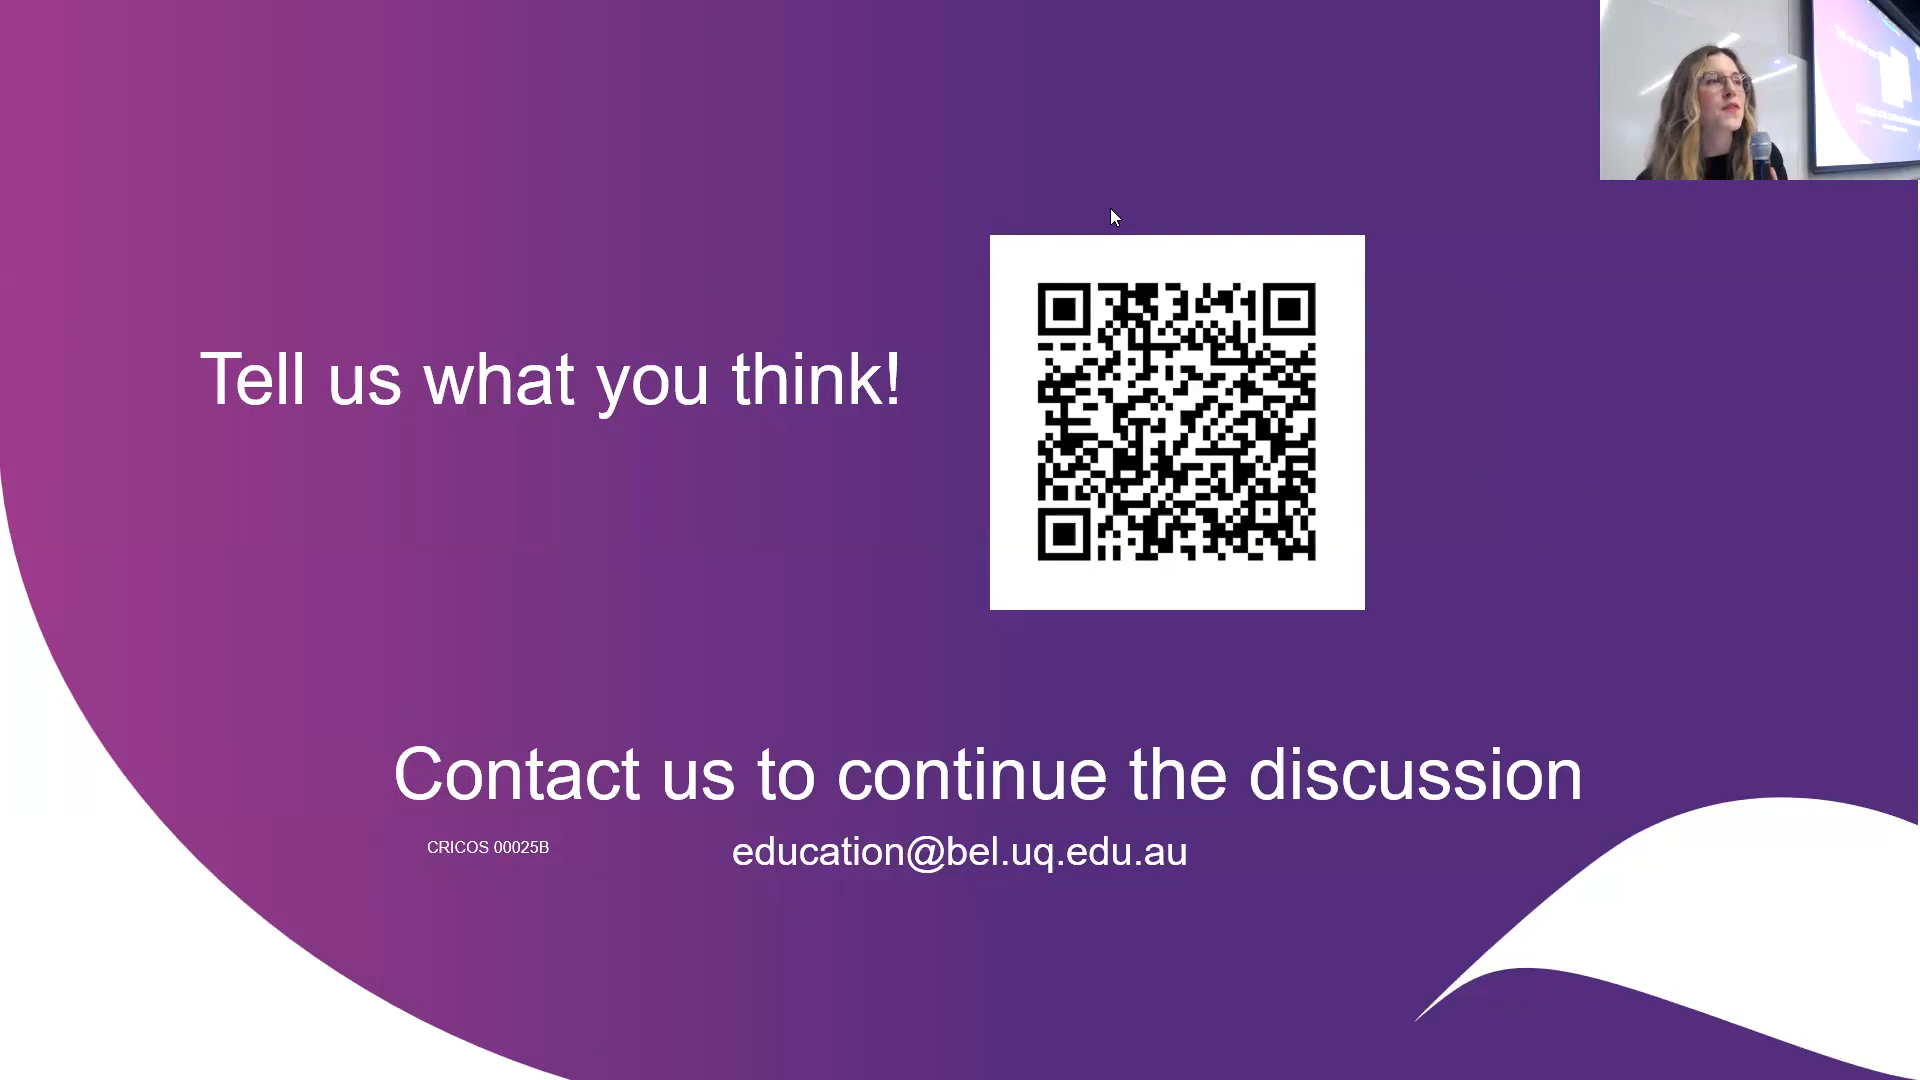 Tell us what you think!
Contact us to continue the discussion
CRICOS 00025B
education@bel.uq.edu.au